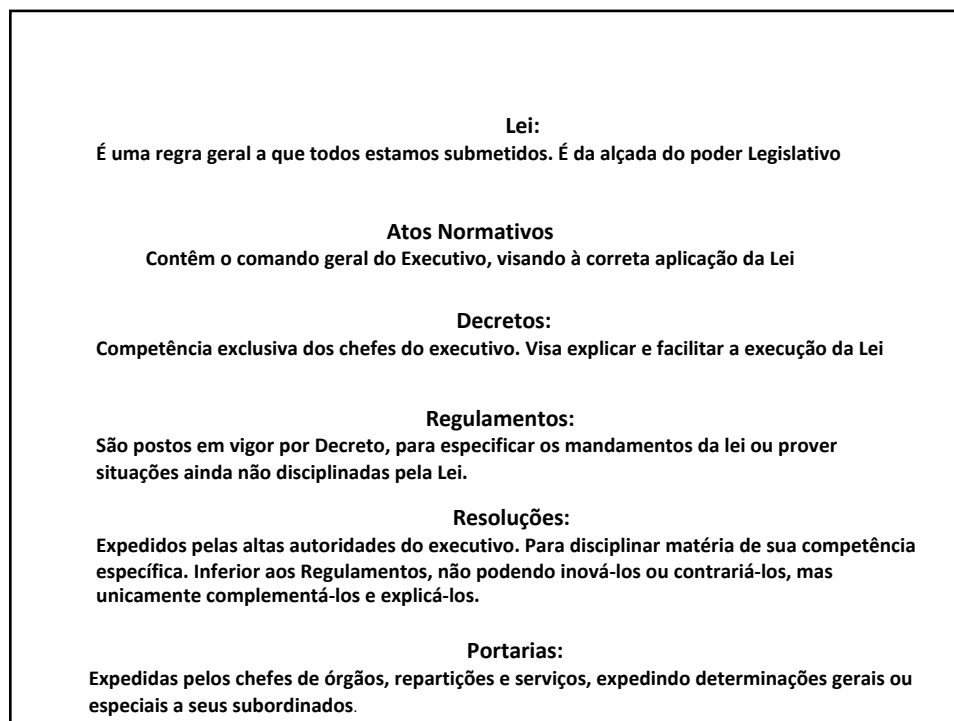 Lei:
É uma regra geral a que todos estamos submetidos. É da alçada do poder Legislativo
Atos Normativos
Contêm o comando geral do Executivo, visando à correta aplicação da Lei
Decretos:
Competência exclusiva dos chefes do executivo. Visa explicar e facilitar a execução da Lei
Regulamentos:
São postos em vigor por Decreto, para especificar os mandamentos da lei ou prover
situações ainda não disciplinadas pela Lei.
Resoluções:
Expedidos pelas altas autoridades do executivo. Para disciplinar matéria de sua competência
específica. Inferior aos Regulamentos, não podendo inová-los ou contrariá-los, mas
unicamente complementá-los e explicá-los.
Portarias:
Expedidas pelos chefes de órgãos, repartições e serviços, expedindo determinações gerais ou
especiais a seus subordinados.